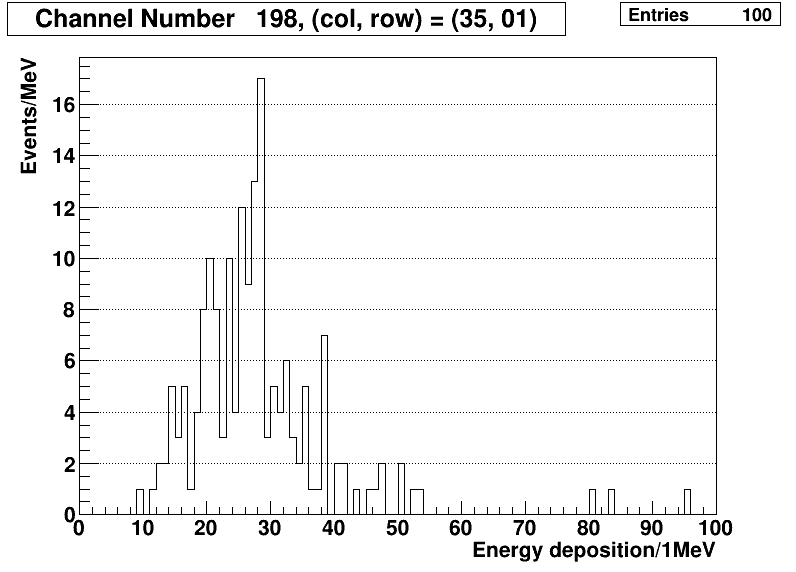 Channel Number 198, (col, row) = (35, 01)
Entries 100
Events/MeV
16
14
12
10
8
6
4
2
0
0 10 20 30 40 50 60 70 80 90 100
Energy deposition/1MeV